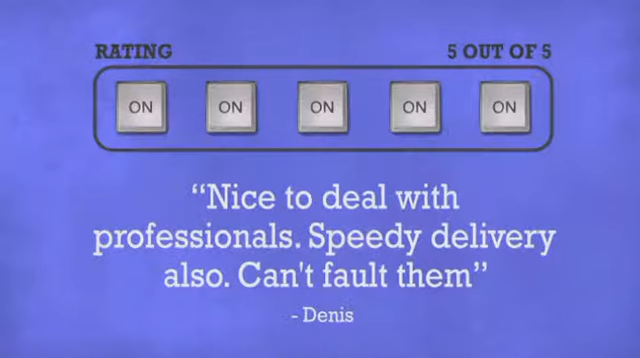 RATING 5 OUT OF 5
ON ON ON ON ON
“Nice to deal with
professionals. Speedy delivery
also. Can't fault them”
- Denis